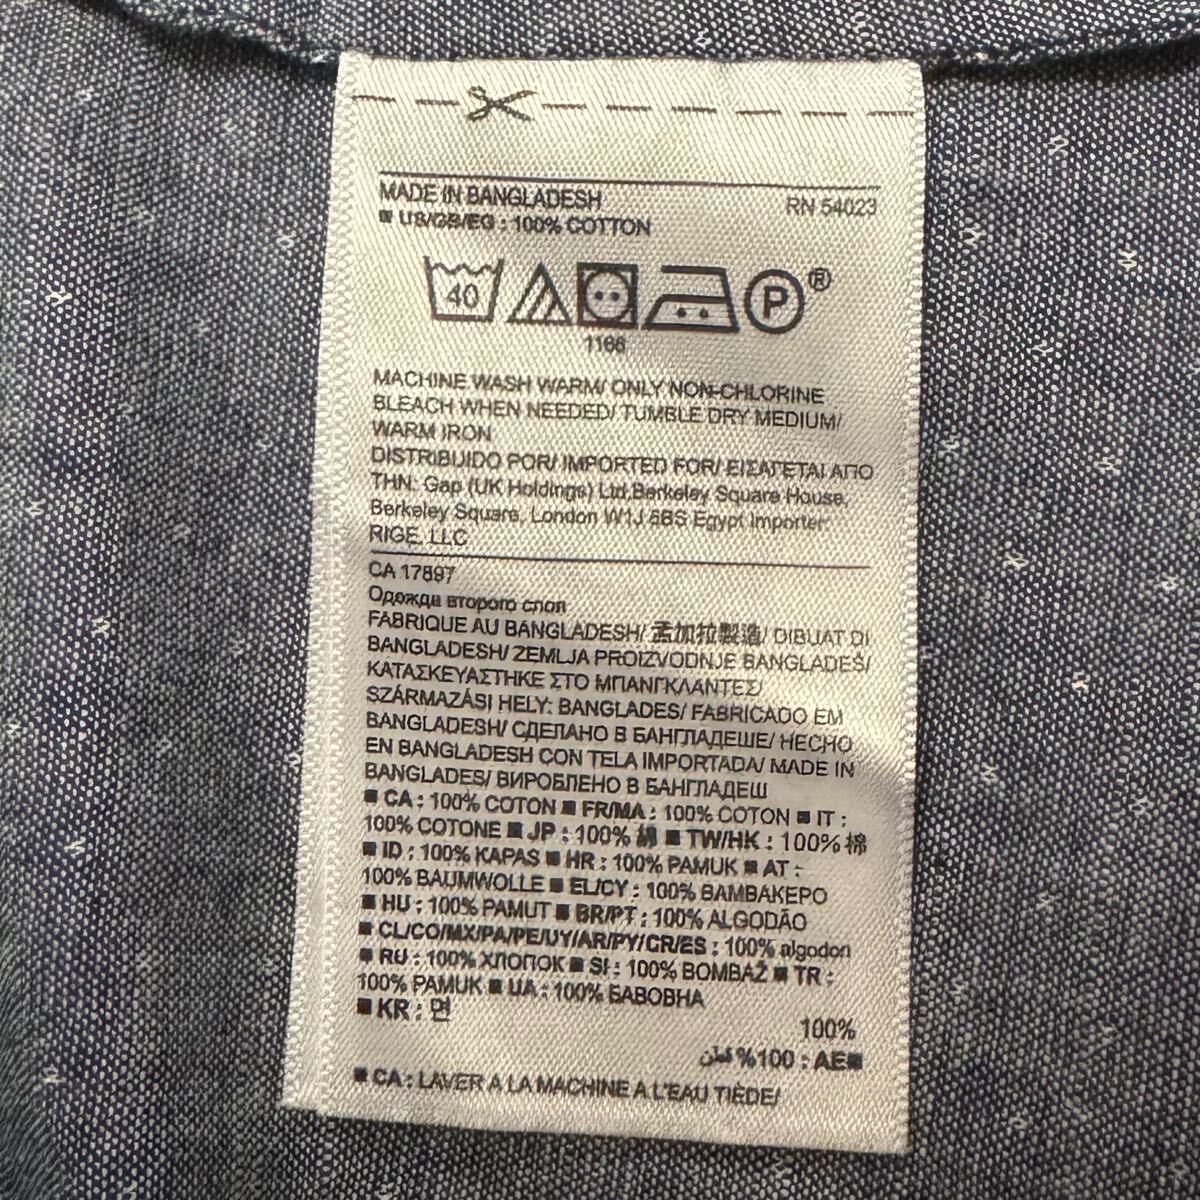 MADE IN BANGLADESH RN 54023
■ US/GB/EG : 100% COTTON
40 P ®
1166
MACHINE WASH WARM/ ONLY NON-CHLORINE
BLEACH WHEN NEEDED/ TUMBLE DRY MEDIUM/
WARM IRON
DISTRIBUIDO POR/ IMPORTED FOR/ ΕΙΣΑΓΕΤΑΙ ΑΠΟ
ΤΗΝ: Gap (UK Holdings) Ltd,Berkeley Square House,
Berkeley Square, London W1J 6BS Egypt Importer:
RIGE, LLC
CA 17897
Одежда второго слоя
FABRIQUE AU BANGLADESH/ 孟加拉製造/ DIBUAT DI
BANGLADESH/ ZEMLJA PROIZVODNJE BANGLADEŠ/
ΚΑΤΑΣΚΕΥΑΣΤΗΚΕ ΣΤΟ ΜΠΑΝΓΚΛΑΝΤΕΣ/
SZÁRMAZÁSI HELY: BANGLADES/ FABRICADO EM
BANGLADESH/ СДЕЛАНО В БАНГЛАДЕШЕ/ HECHO
EN BANGLADESH CON TELA IMPORTADA/ MADE IN
BANGLADES/ ВИРОБЛЕНО В БАНГЛАДЕШ
■ CA : 100% COTON ■ FR/MA : 100% COTON ■ IT :
100% COTONE ■ JP : 100% 綿 ■ TW/HK : 100% 棉
■ ID : 100% KAPAS ■ HR : 100% PAMUK ■ AT :
100% BAUMWOLLE ■ EL/CY : 100% ΒΑΜΒΑΚΕΡΟ
■ HU : 100% PAMUT ■ BR/PT : 100% ALGODÃO
■ CL/CO/MX/PA/PE/UY/AR/PY/CR/ES : 100% algodon
■ RU : 100% ХЛОПОК ■ SI : 100% BOMBAŽ ■ TR :
100% PAMUK ■ UA : 100% БАВОВНА
■ KR : 면
100%
■AE : 100% قطن
■ CA : LAVER A LA MACHINE A L'EAU TIÈDE/